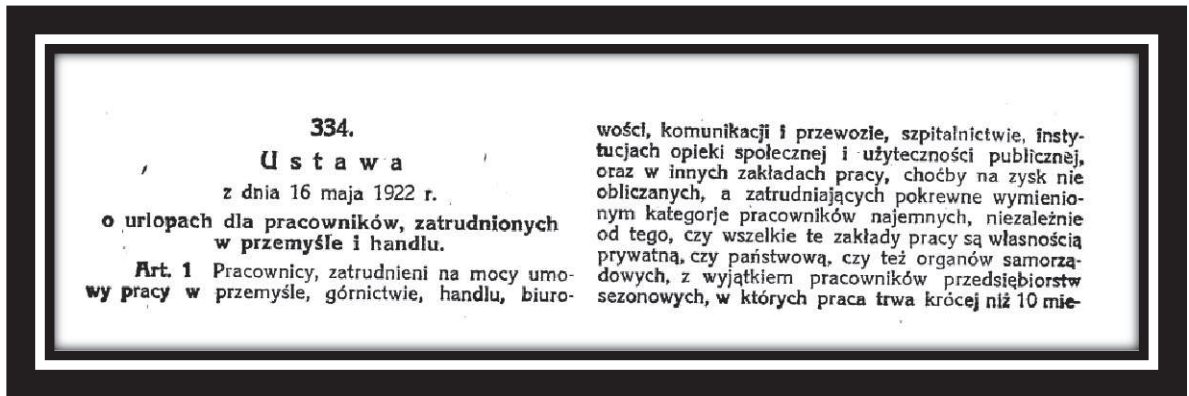 334.
Ustawa
z dnia 16 maja 1922 r.
o urlopach dla pracowników, zatrudnionych
w przemyśle i handlu.
Art. 1 Pracownicy, zatrudnieni na mocy umo-
wy pracy w przemyśle, górnictwie, handlu, biuro-
wości, komunikacji i przewozie, szpitalnictwie, insty-
tucjach opieki społecznej i użyteczności publicznej,
oraz w innych zakładach pracy, choćby na zysk nie
obliczanych, a zatrudniających pokrewne wymienio-
nym kategorje pracowników najemnych, niezależnie
od tego, czy wszelkie te zakłady pracy są własnością
prywatną, czy państwową, czy też organów samorzą-
dowych, z wyjątkiem pracowników przedsiębiorstw
sezonowych, w których praca trwa krócej niż 10 mie-